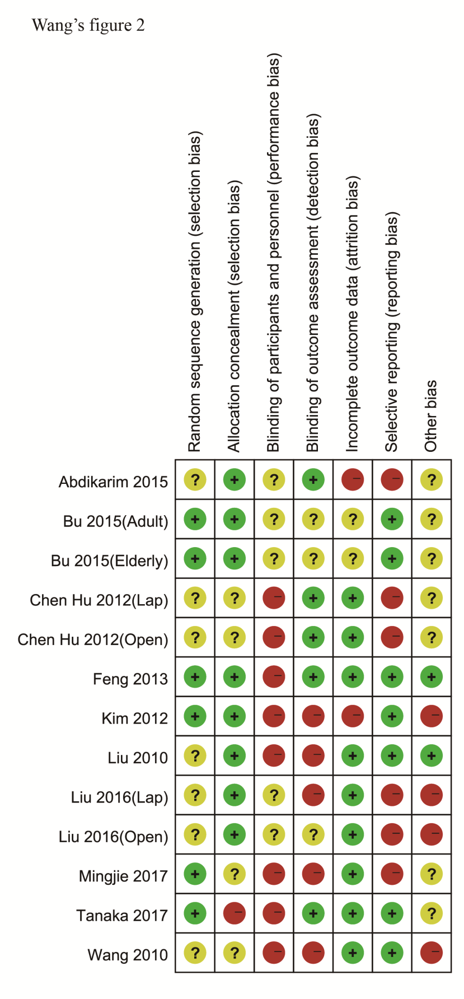 Wang’s figure 2
Random sequence generation (selection bias)
Allocation concealment (selection bias)
Blinding of participants and personnel (performance bias)
Blinding of outcome assessment (detection bias)
Incomplete outcome data (attrition bias)
Selective reporting (reporting bias)
Other bias
Abdikarim 2015 ? + ? + – – ?
Bu 2015(Adult) + + ? ? ? + ?
Bu 2015(Elderly) + + ? ? ? + ?
Chen Hu 2012(Lap) ? ? – + + – ?
Chen Hu 2012(Open) ? ? – + + – ?
Feng 2013 + + – + + + +
Kim 2012 + + – – – + –
Liu 2010 ? + – – + + +
Liu 2016(Lap) ? + ? – + – –
Liu 2016(Open) ? + ? ? + – –
Mingjie 2017 + ? – – + – ?
Tanaka 2017 + – – + + + ?
Wang 2010 ? ? – – + + –